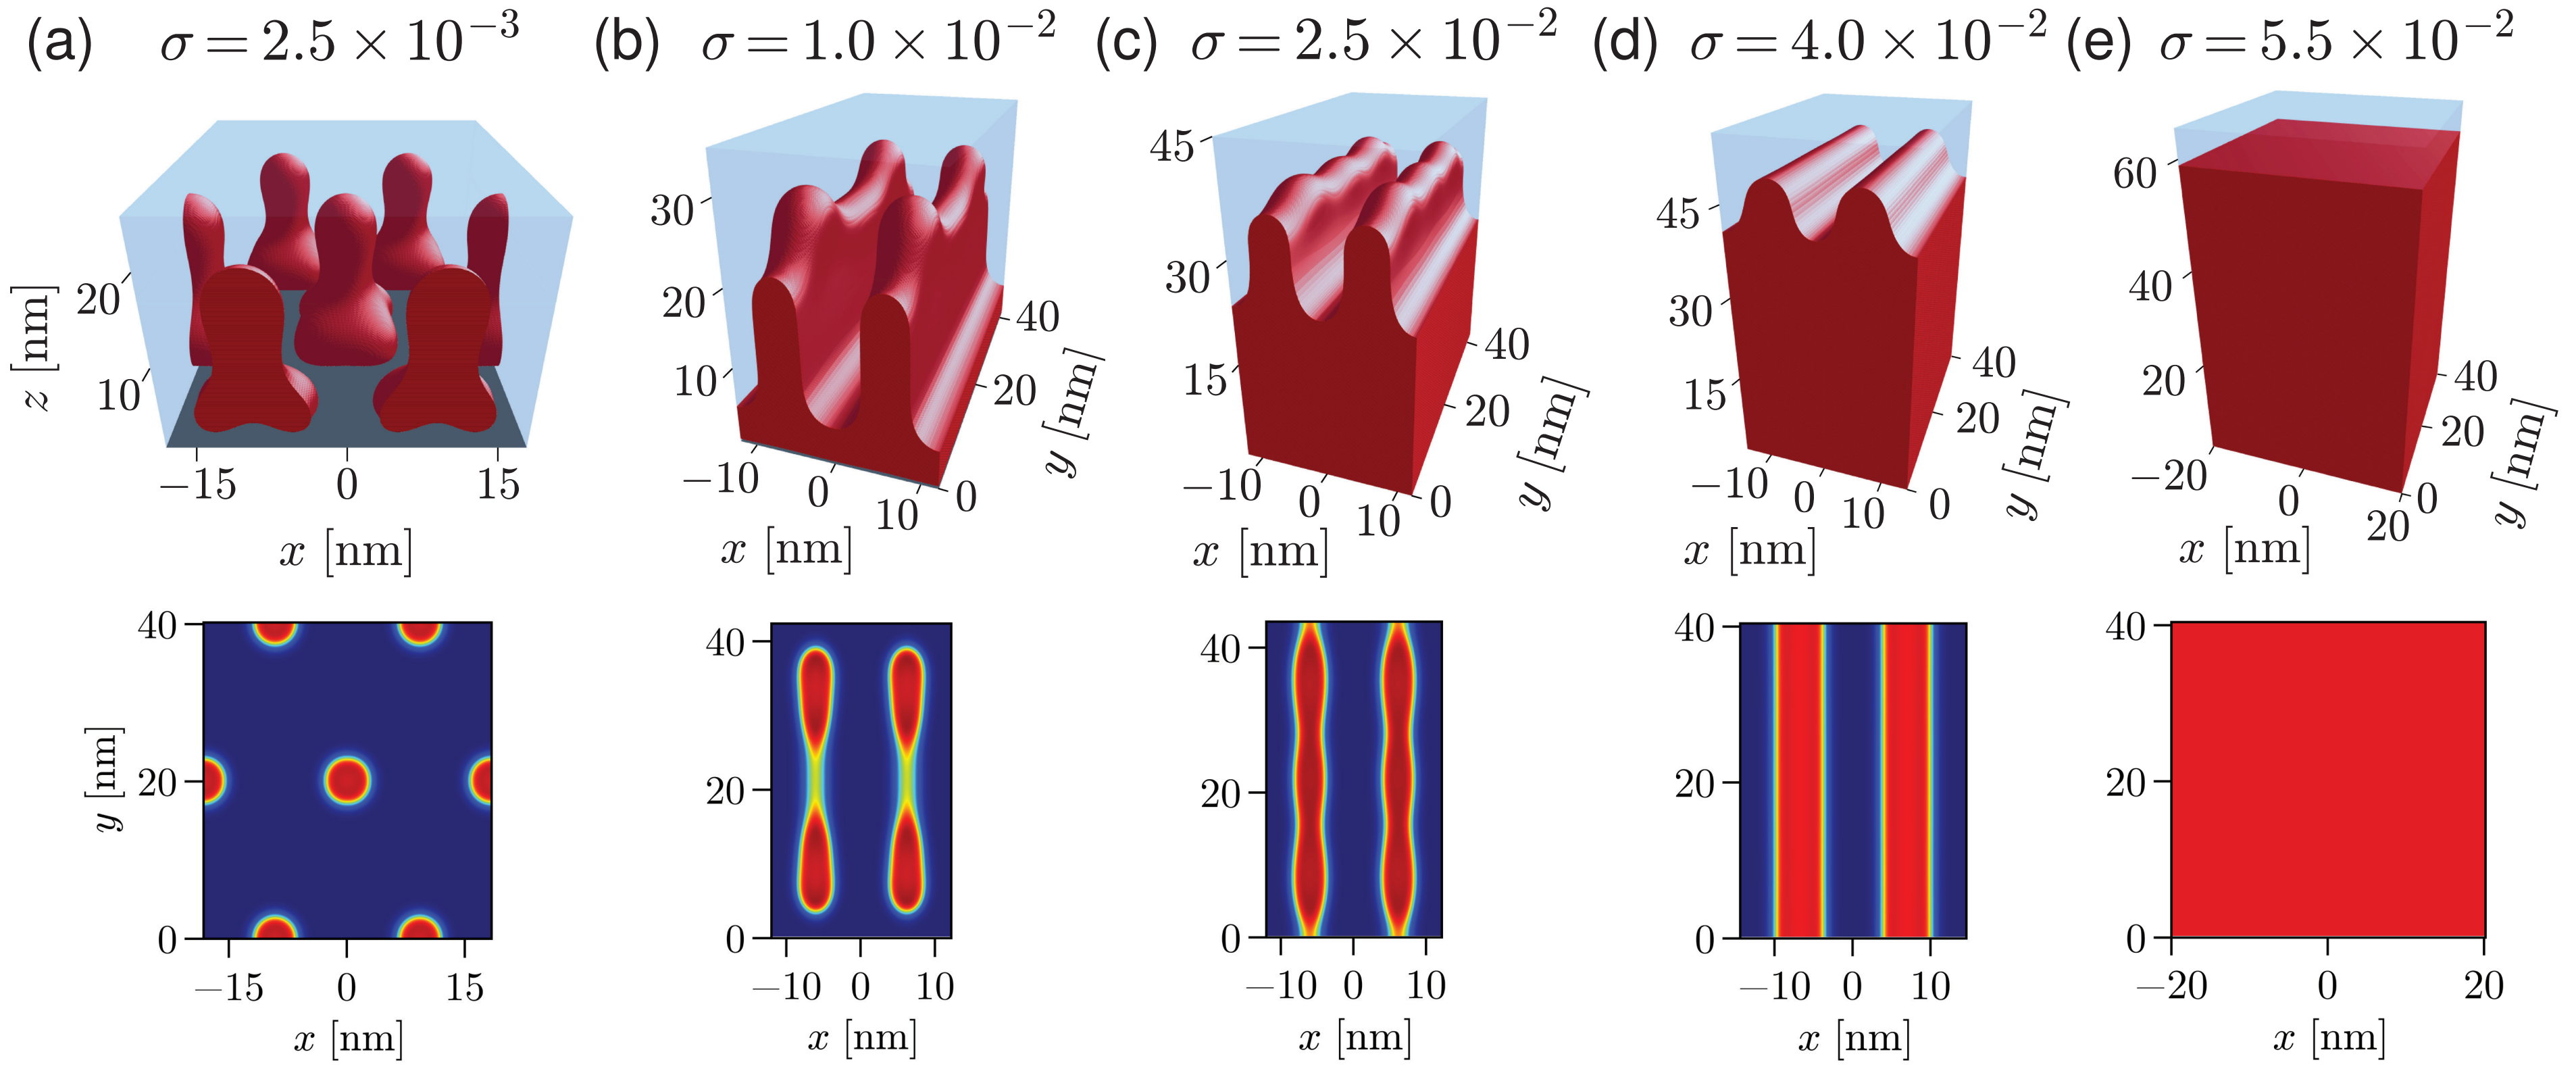 (a) σ = 2.5 × 10⁻³
(b) σ = 1.0 × 10⁻²
(c) σ = 2.5 × 10⁻²
(d) σ = 4.0 × 10⁻²
(e) σ = 5.5 × 10⁻²
z [nm]
20
10
−15 0 15
x [nm]
30
20
10
−10 0 10
x [nm]
0 20 40
y [nm]
45
30
15
−10 0 10
x [nm]
0 20 40
y [nm]
45
30
15
−10 0 10
x [nm]
0 20 40
y [nm]
60
40
20
−20 0 20
x [nm]
0 20 40
y [nm]
y [nm]
40
20
0
−15 0 15
x [nm]
40
20
0
−10 0 10
x [nm]
40
20
0
−10 0 10
x [nm]
40
20
0
−10 0 10
x [nm]
40
20
0
−20 0 20
x [nm]